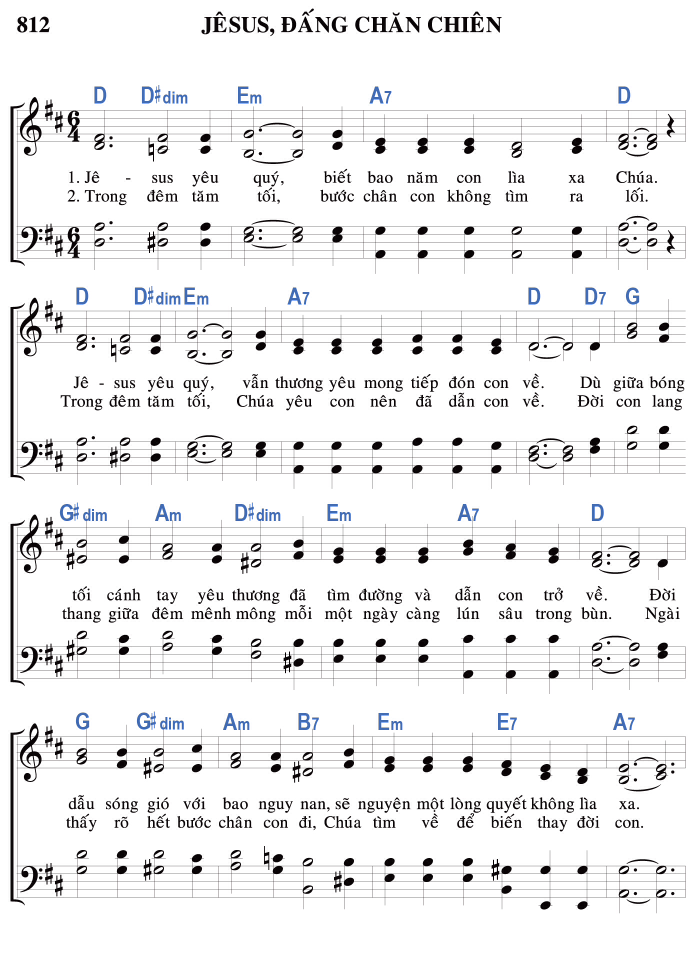 812 JÊSUS, ĐẤNG CHĂN CHIÊN
D D♯dim Em A7 D
6 4
1. Jê - sus yêu quý, biết bao năm con lìa xa Chúa.
2. Trong đêm tăm tối, bước chân con không tìm ra lối.
6 4
D D♯dim Em A7 D D7 G
Jê - sus yêu quý, vẫn thương yêu mong tiếp đón con về. Dù giữa bóng
Trong đêm tăm tối, Chúa yêu con nên đã dẫn con về. Đời con lang
G♯dim Am D♯dim Em A7 D
tối cánh tay yêu thương đã tìm đường và dẫn con trở về. Đời
thang giữa đêm mênh mông mỗi một ngày càng lún sâu trong bùn. Ngài
G G♯dim Am B7 Em E7 A7
dẫu sóng gió với bao nguy nan, sẽ nguyện một lòng quyết không lìa xa.
thấy rõ hết bước chân con đi, Chúa tìm về để biến thay đời con.